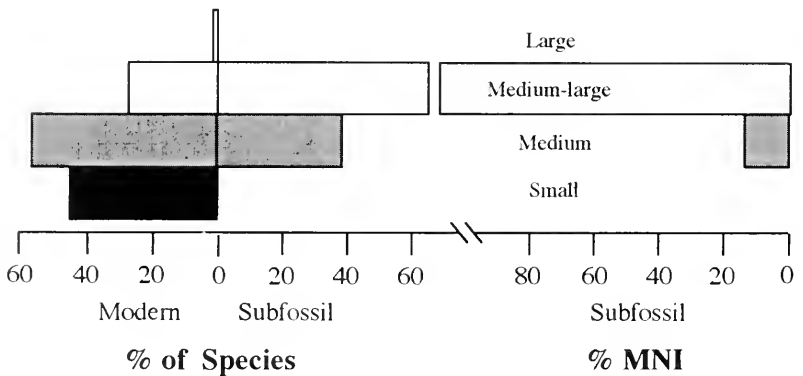 Large
Medium-large
Medium
Small
60 40 20 0 20 40 60 80 60 40 20 0
Modern Subfossil Subfossil
% of Species % MNI